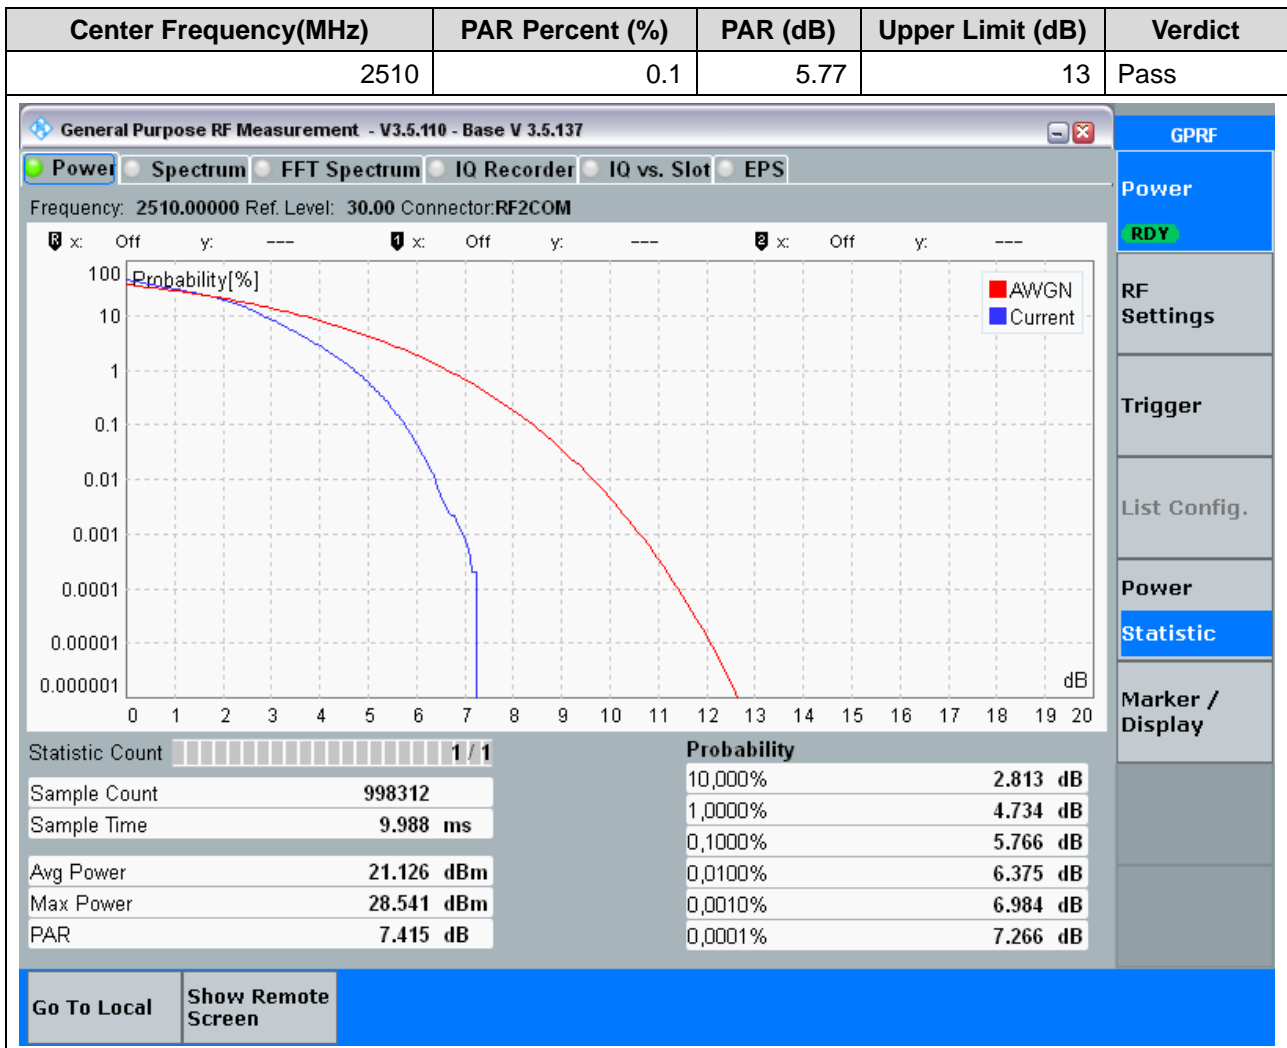 Center Frequency(MHz) PAR Percent (%) PAR (dB) Upper Limit (dB) Verdict
2510 0.1 5.77 13 Pass
General Purpose RF Measurement - V3.5.110 - Base V 3.5.137
GPRF
Power Spectrum FFT Spectrum IQ Recorder IQ vs. Slot EPS
Frequency: 2510.00000 Ref. Level: 30.00 Connector:RF2COM
R x: Off y: --- 1 x: Off y: --- 2 x: Off y: ---
Probability[%]
100
10
1
0.1
0.01
0.001
0.0001
0.00001
0.000001
AWGN
Current
dB
0 1 2 3 4 5 6 7 8 9 10 11 12 13 14 15 16 17 18 19 20
Statistic Count 1 / 1
Sample Count 998312
Sample Time 9.988 ms
Avg Power 21.126 dBm
Max Power 28.541 dBm
PAR 7.415 dB
Probability
10,000% 2.813 dB
1,0000% 4.734 dB
0,1000% 5.766 dB
0,0100% 6.375 dB
0,0010% 6.984 dB
0,0001% 7.266 dB
Power
RDY
RF
Settings
Trigger
List Config.
Power
Statistic
Marker /
Display
Go To Local
Show Remote
Screen